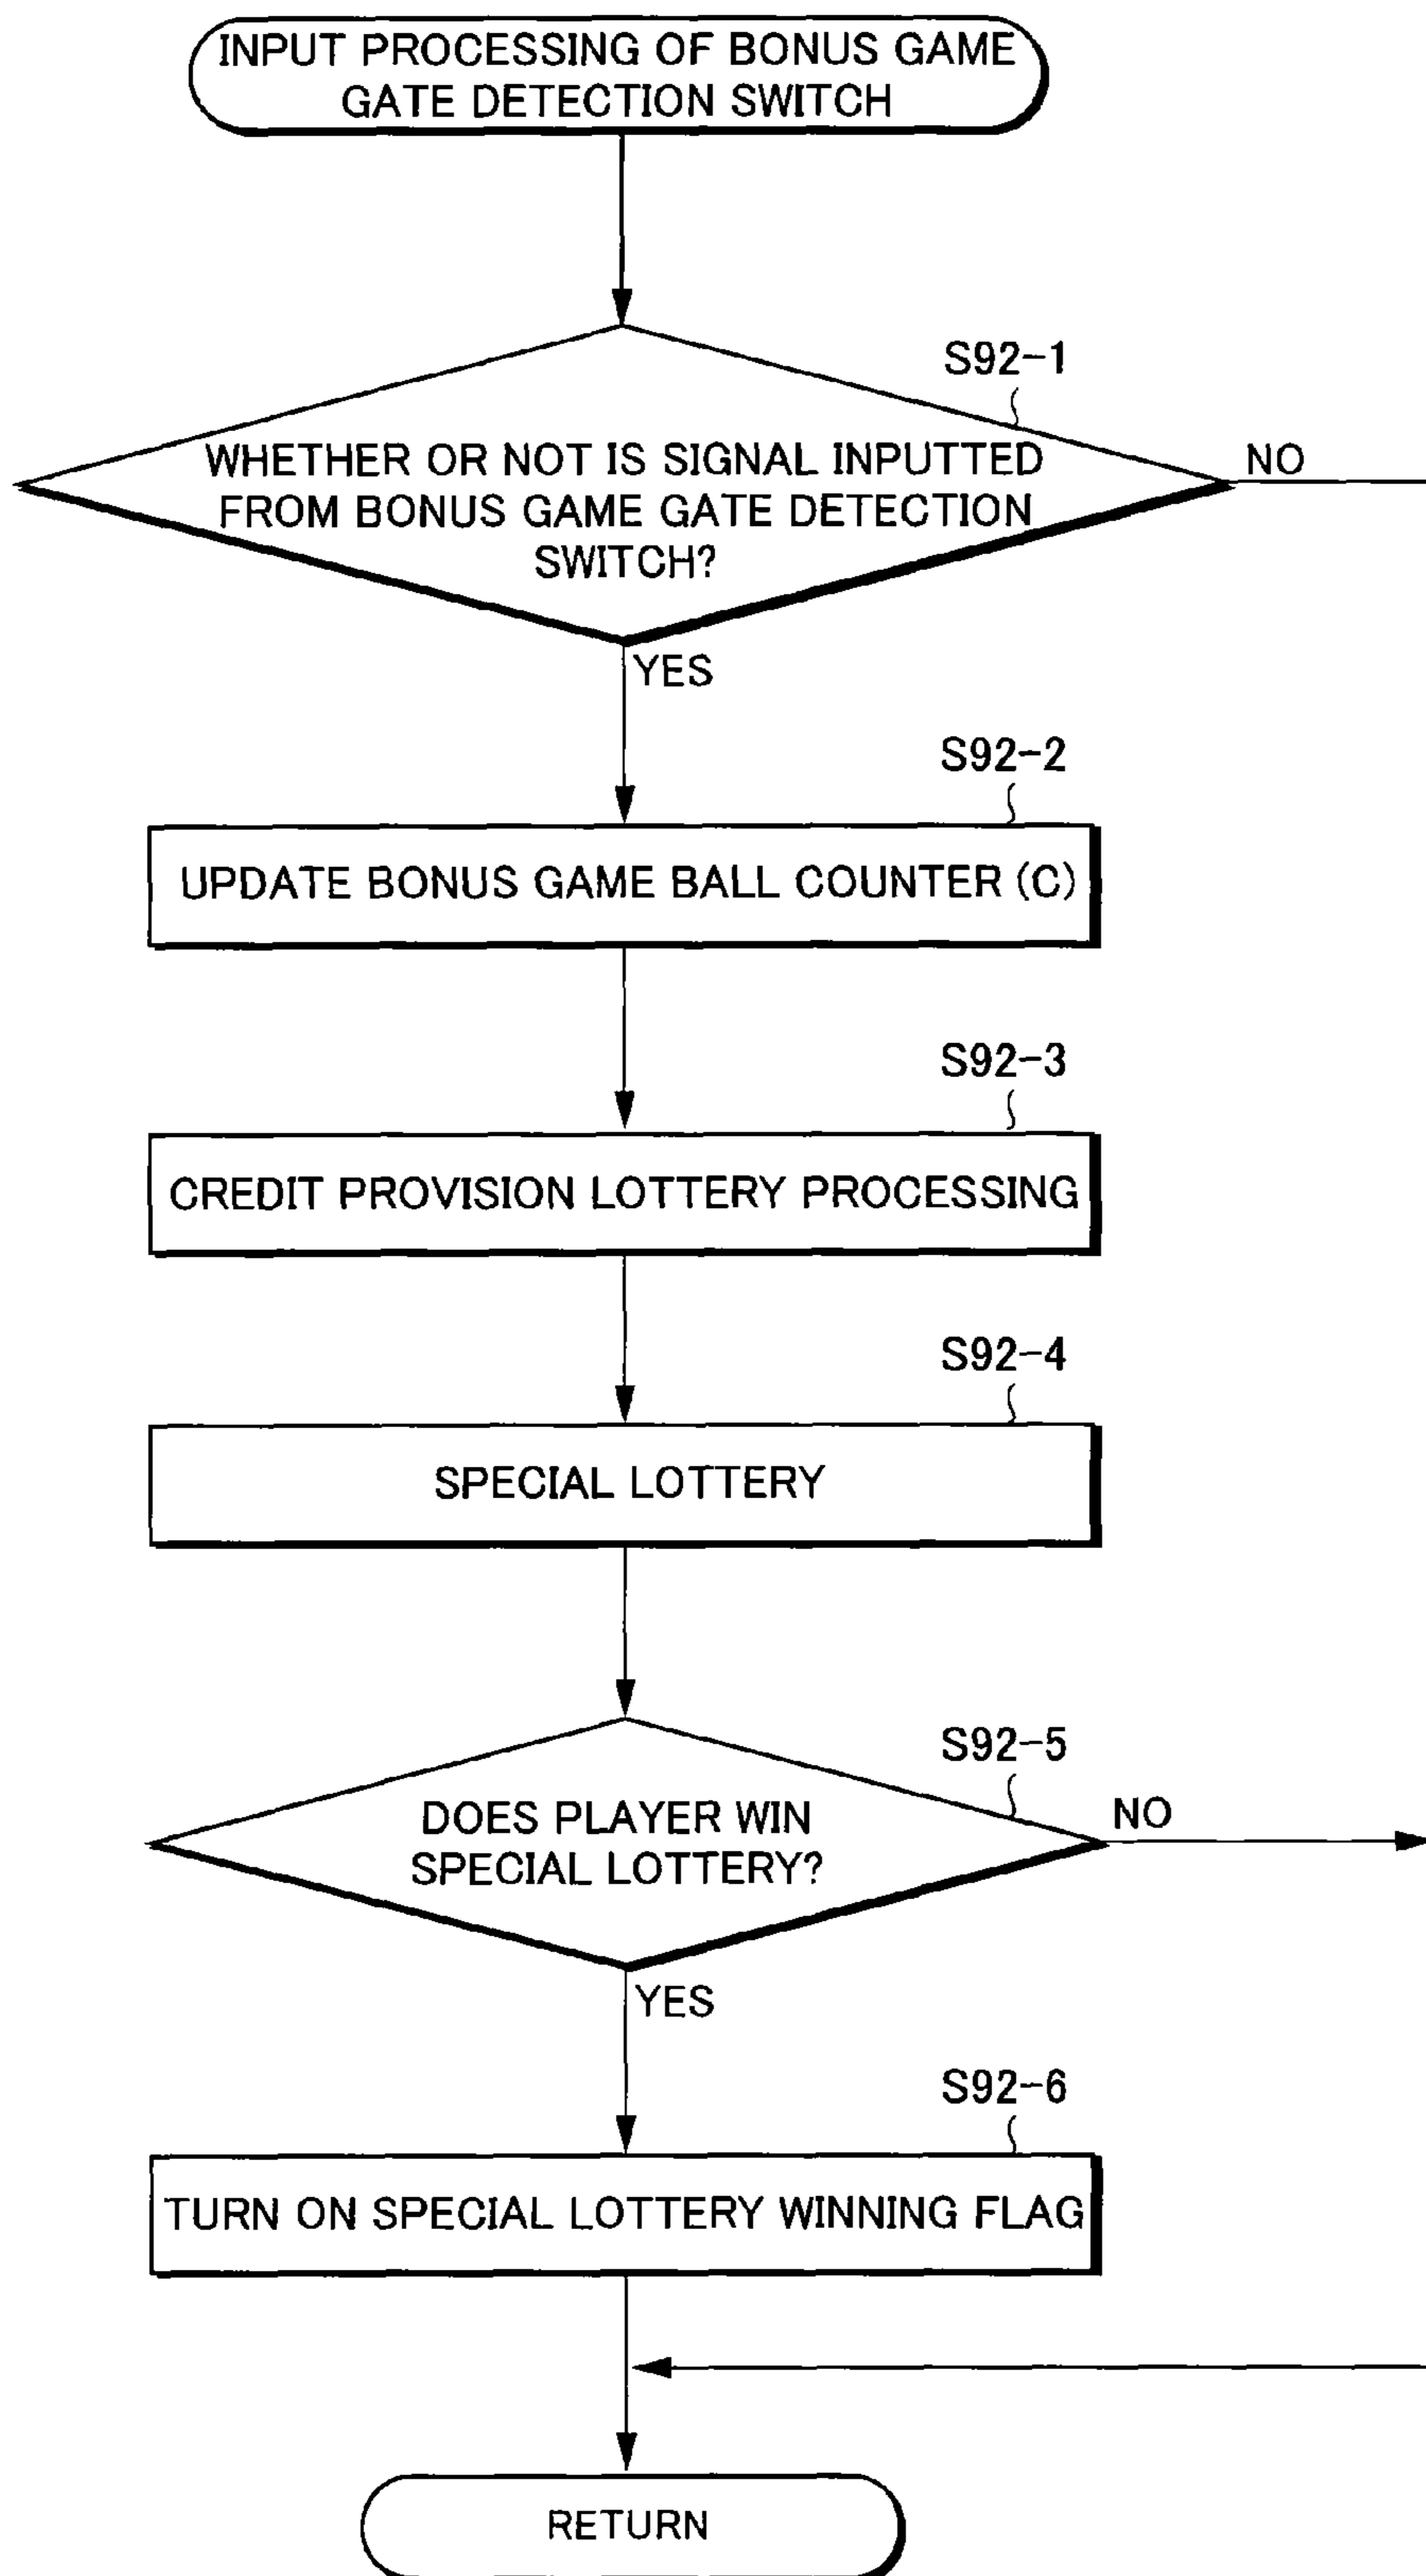 INPUT PROCESSING OF BONUS GAME
GATE DETECTION SWITCH
S92-1
WHETHER OR NOT IS SIGNAL INPUTTED
FROM BONUS GAME GATE DETECTION
SWITCH?
NO
YES
S92-2
UPDATE BONUS GAME BALL COUNTER (C)
S92-3
CREDIT PROVISION LOTTERY PROCESSING
S92-4
SPECIAL LOTTERY
S92-5
DOES PLAYER WIN
SPECIAL LOTTERY?
NO
YES
S92-6
TURN ON SPECIAL LOTTERY WINNING FLAG
RETURN